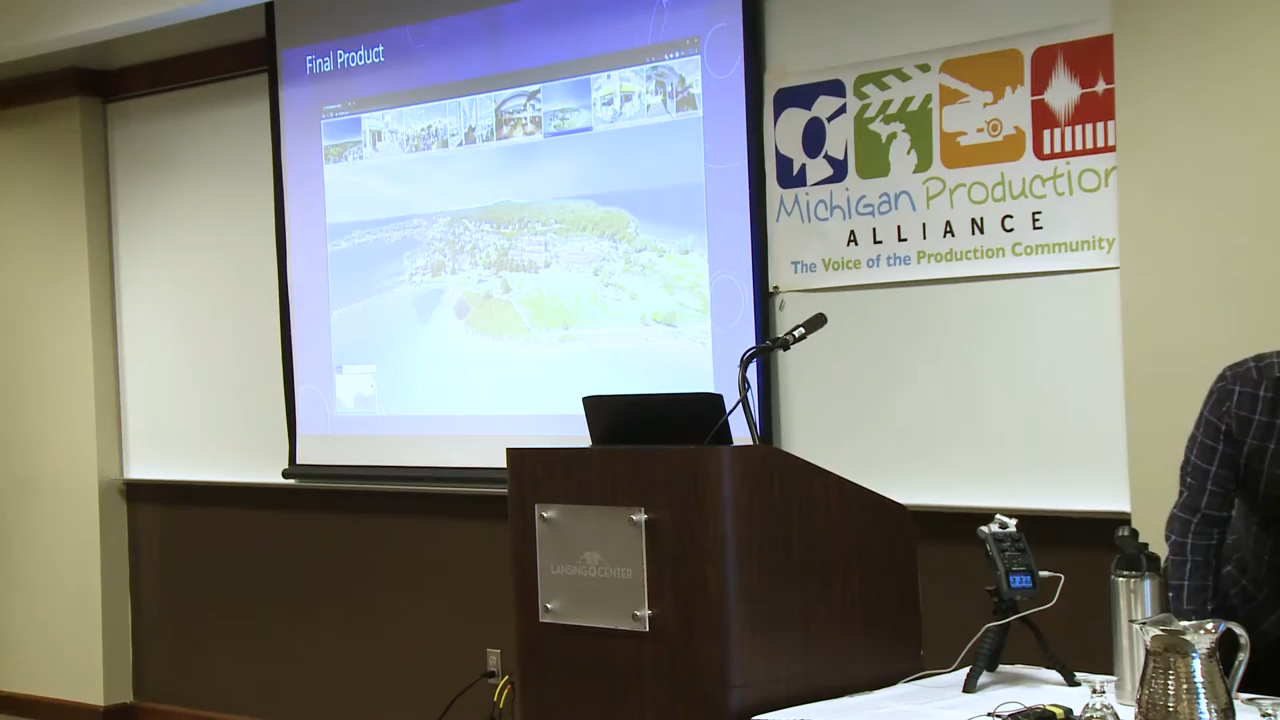 Final Product
Michigan Production
ALLIANCE
The Voice of the Production Community
LANSING CENTER